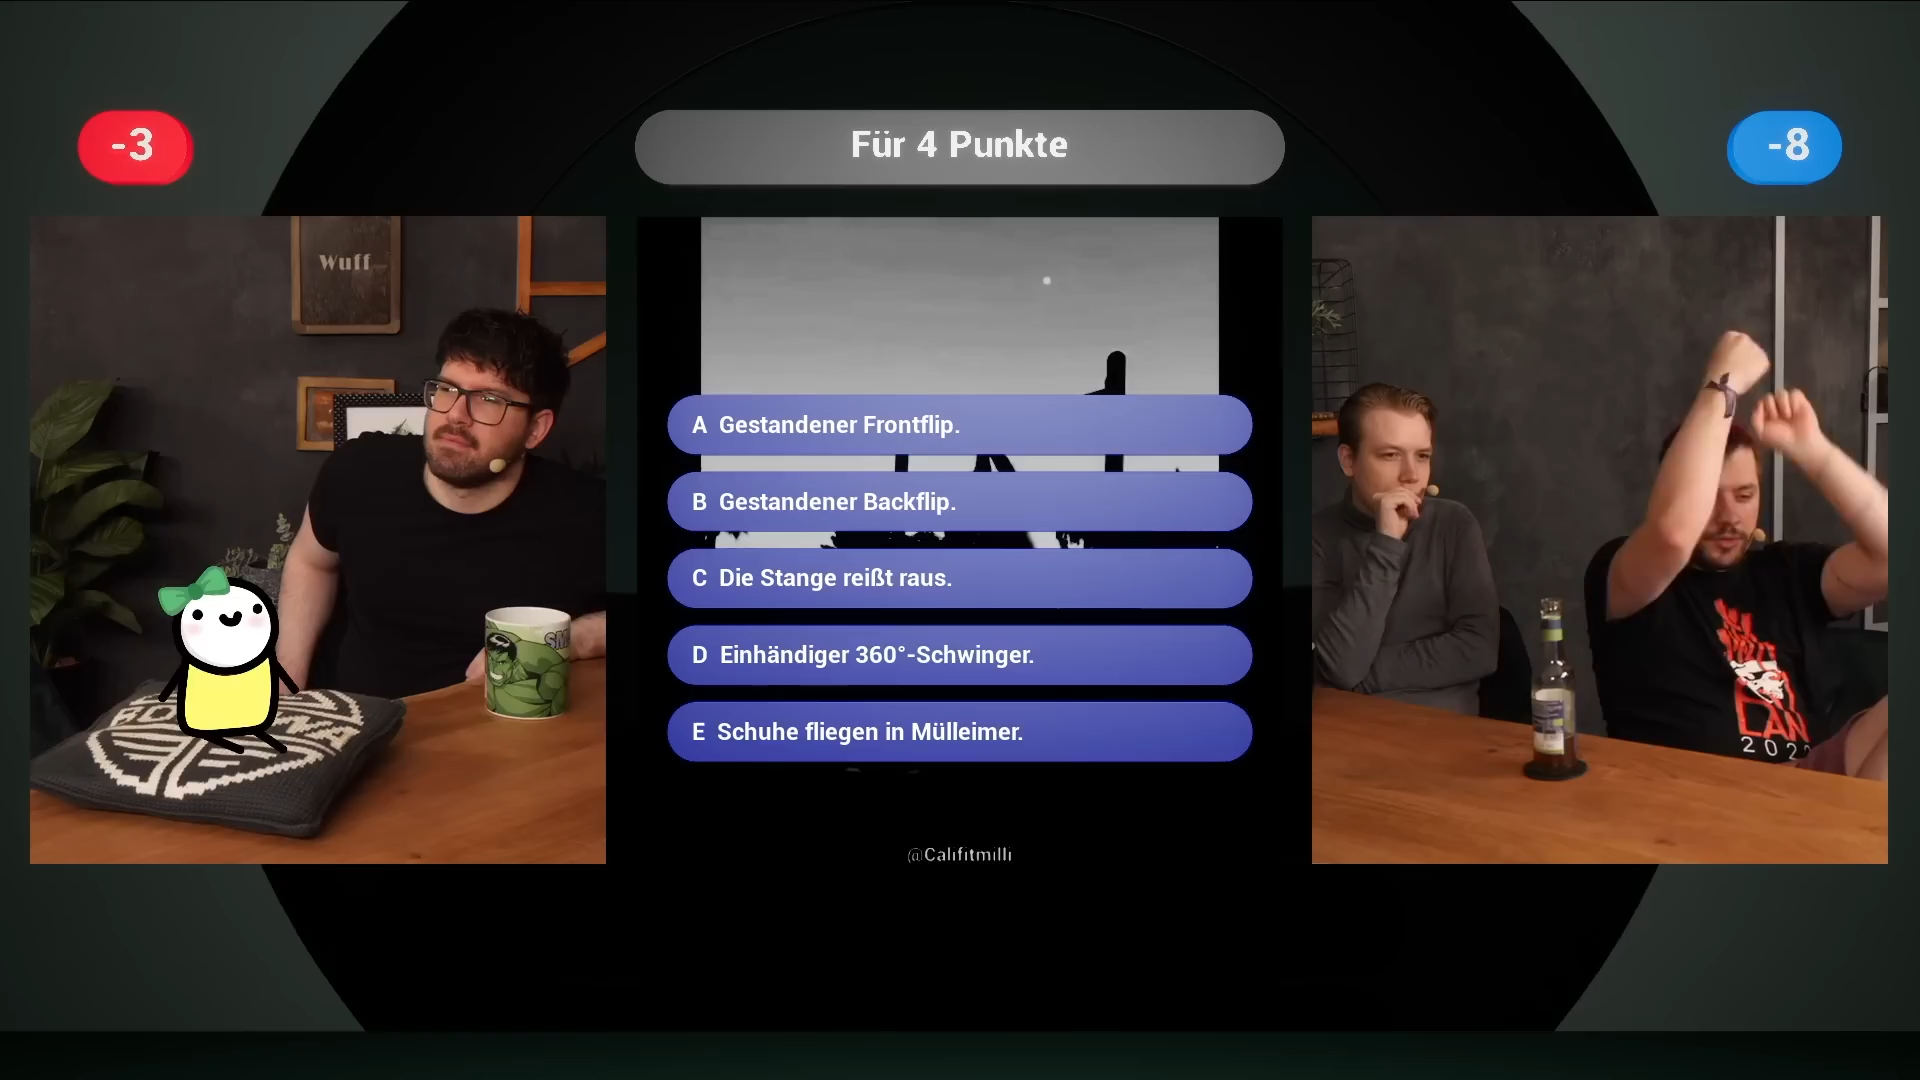 -3
Für 4 Punkte
-8
Wuff
A Gestandener Frontflip.
B Gestandener Backflip.
C Die Stange reißt raus.
D Einhändiger 360°-Schwinger.
E Schuhe fliegen in Mülleimer.
@Califitmilli
LAN